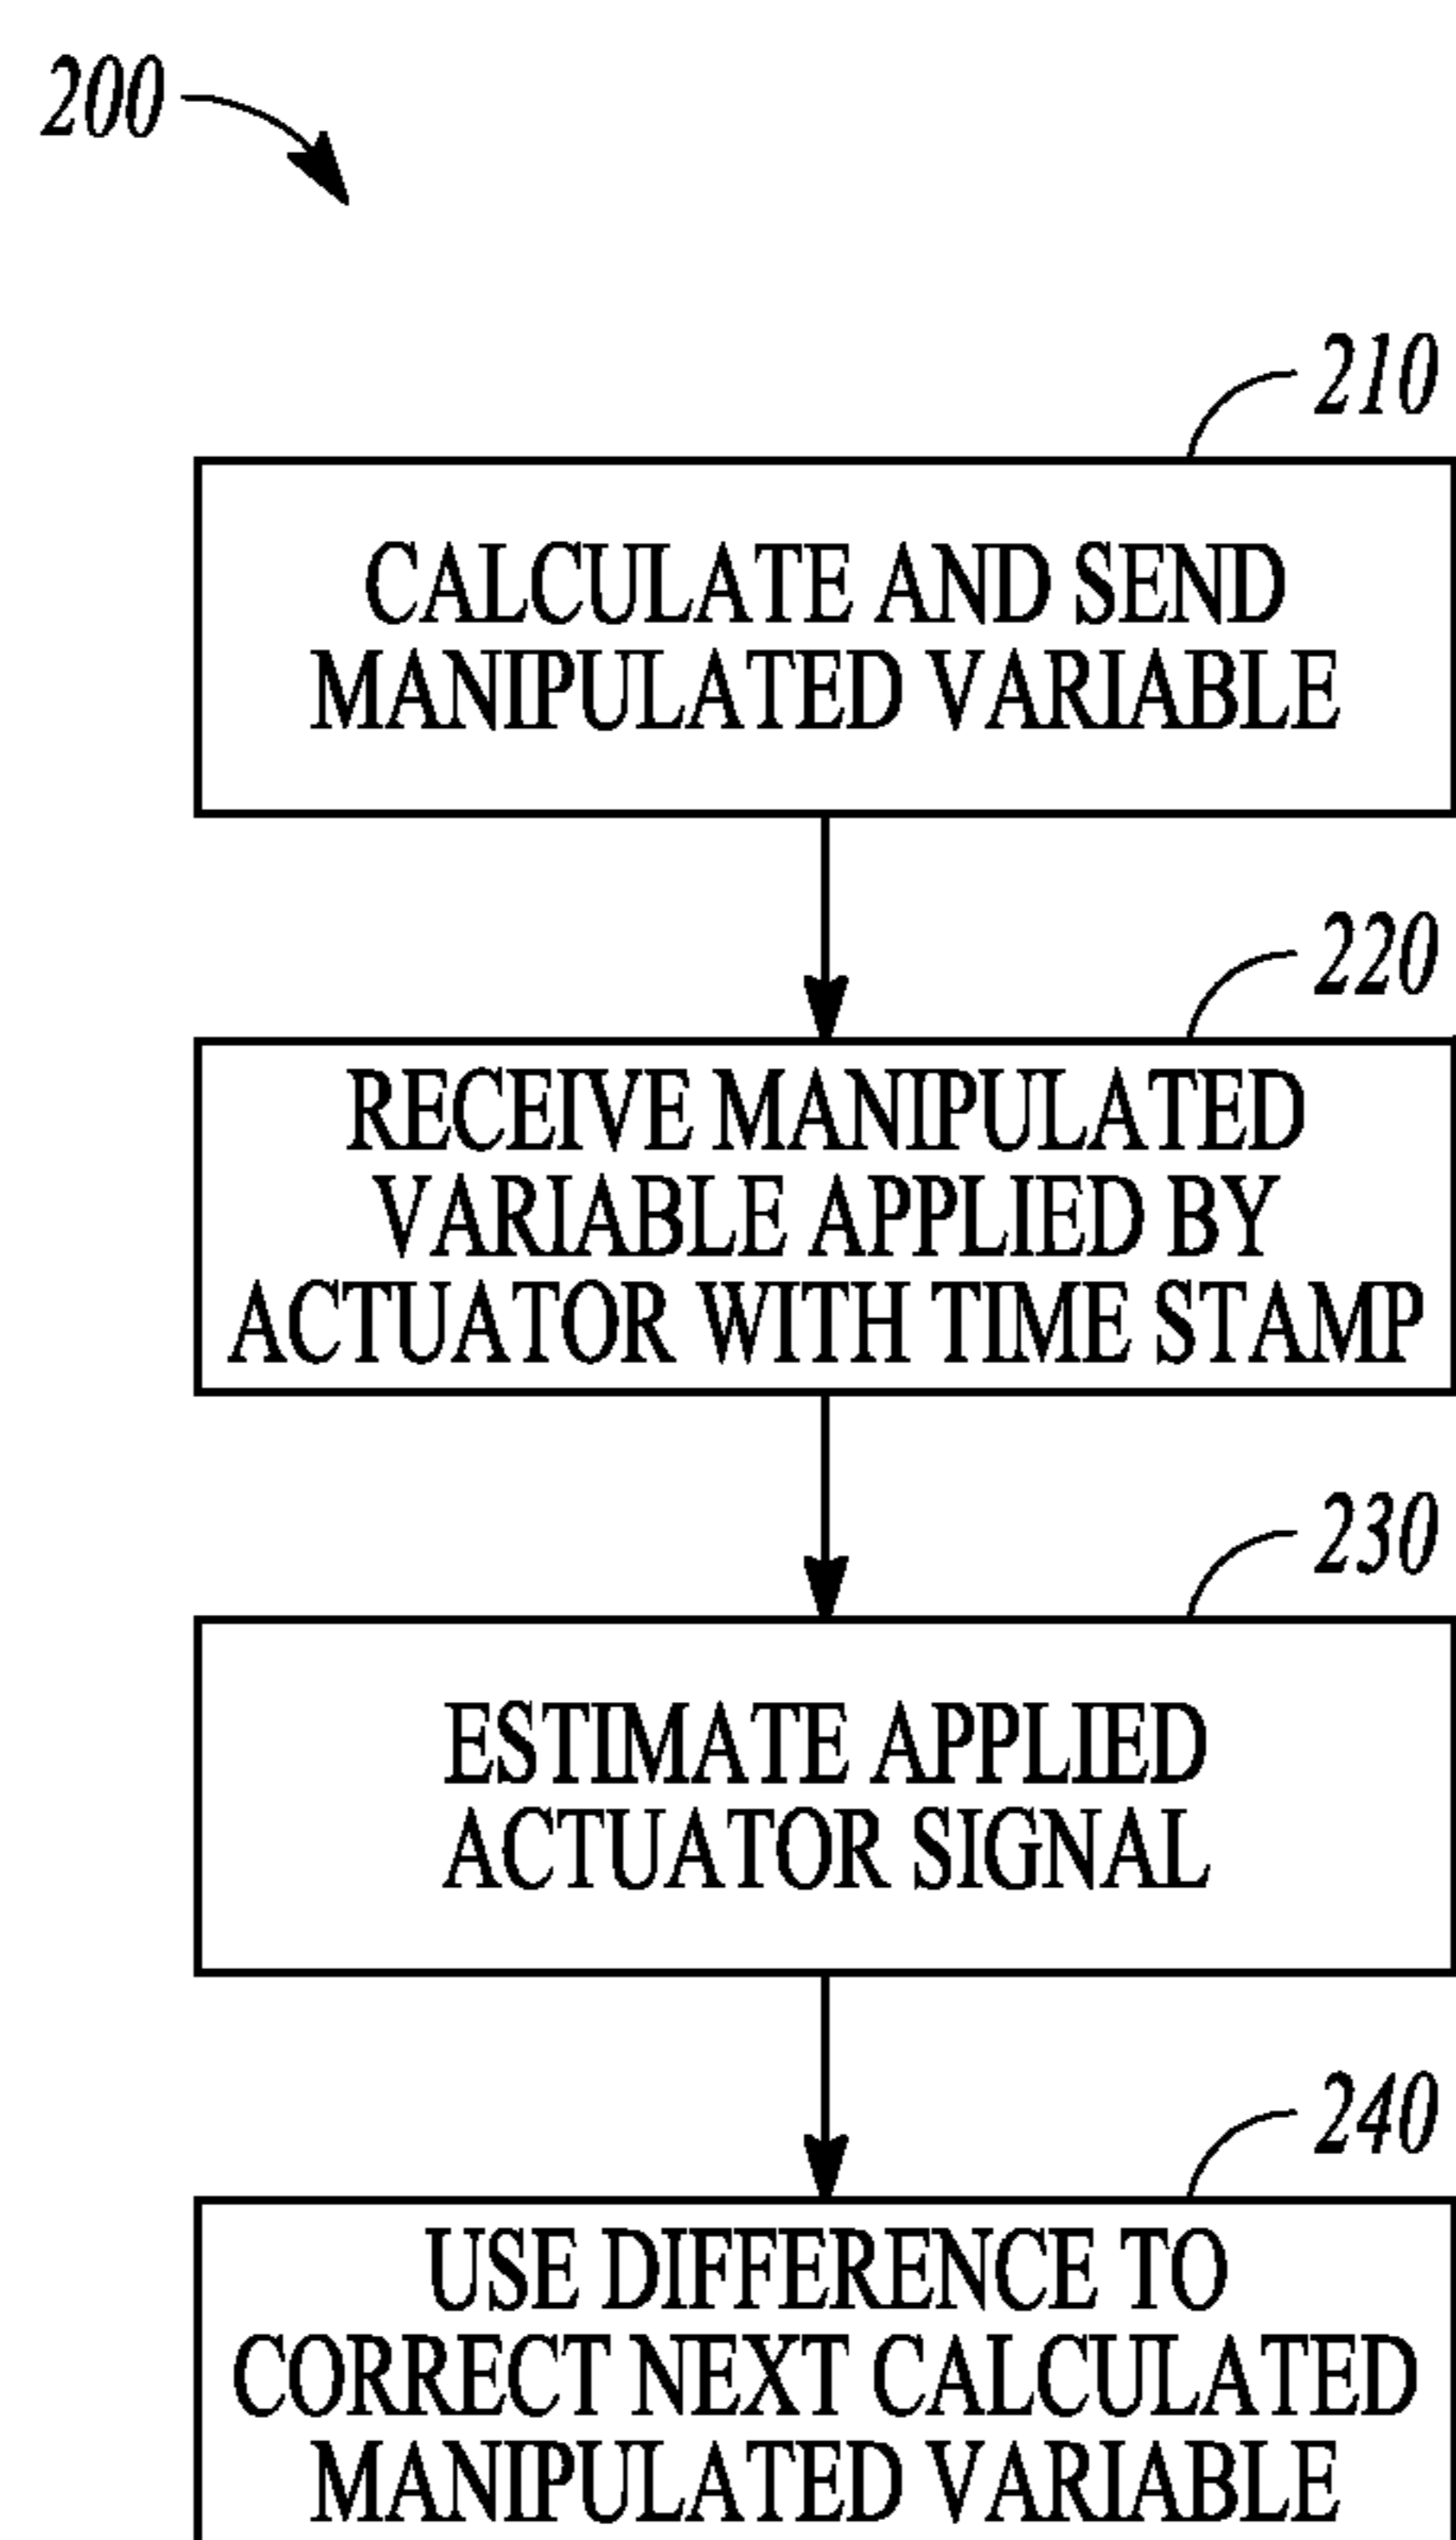 200
210
CALCULATE AND SEND
MANIPULATED VARIABLE
220
RECEIVE MANIPULATED
VARIABLE APPLIED BY
ACTUATOR WITH TIME STAMP
230
ESTIMATE APPLIED
ACTUATOR SIGNAL
240
USE DIFFERENCE TO
CORRECT NEXT CALCULATED
MANIPULATED VARIABLE